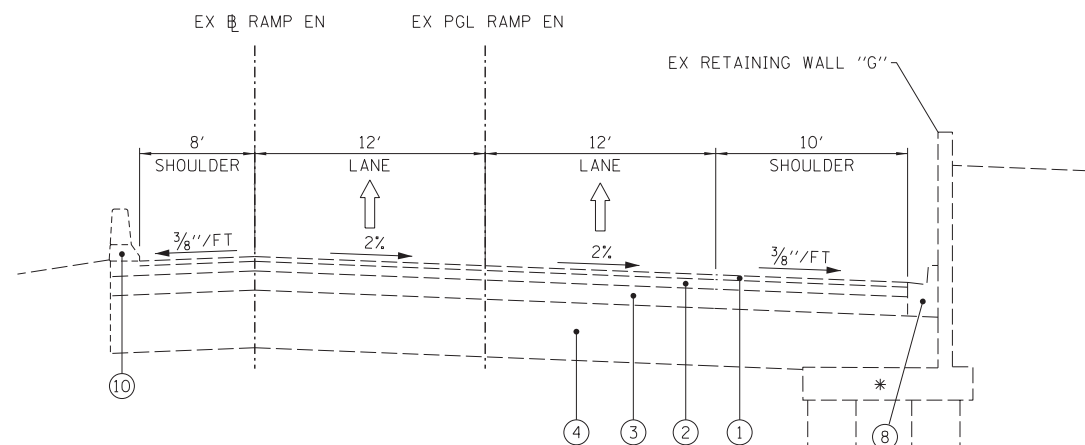 EX ℄ RAMP EN
EX PGL RAMP EN
EX RETAINING WALL "G"
8'
SHOULDER
12'
LANE
12'
LANE
10'
SHOULDER
3/8"/FT
2%
2%
3/8"/FT
*
10
4
3
2
1
8